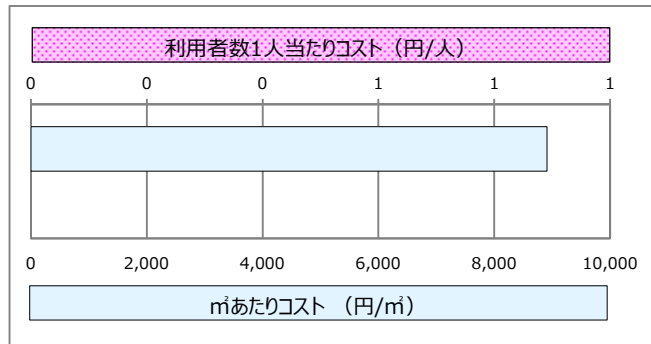 利用者数1人当たりコスト（円/人）
0 0 0 1 1 1
0 2,000 4,000 6,000 8,000 10,000
㎡あたりコスト （円/㎡）